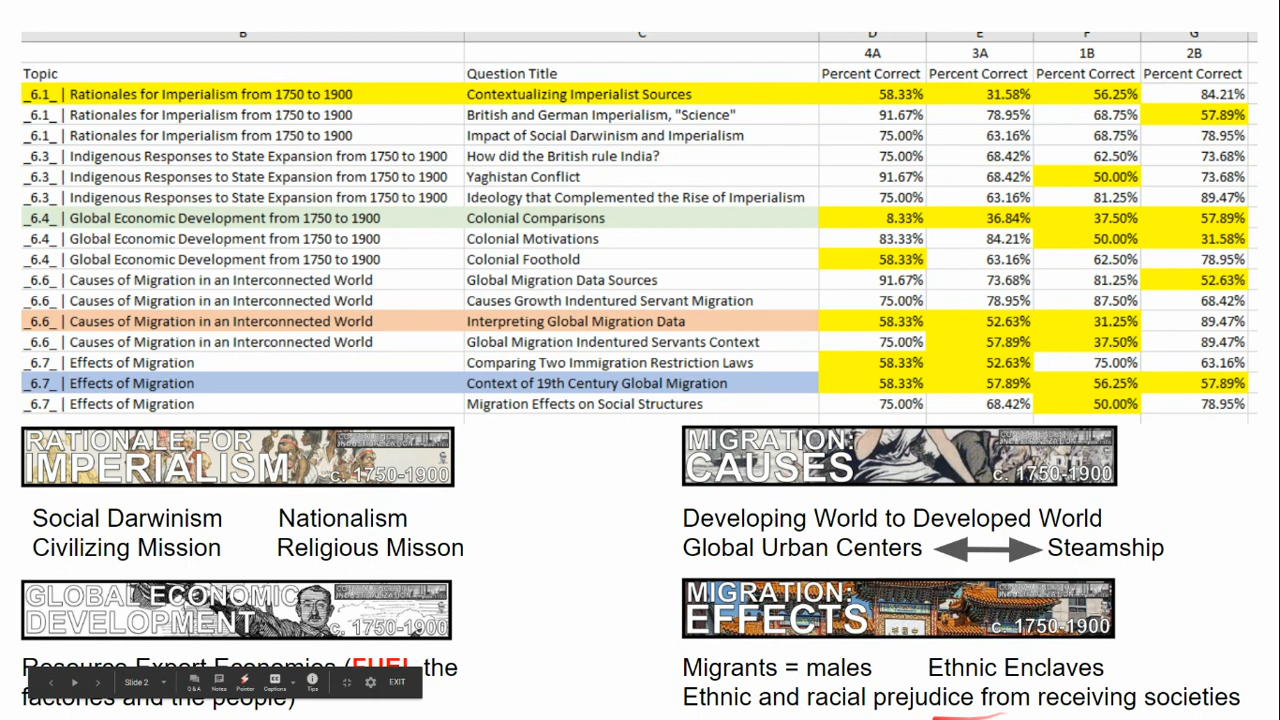 B C D E F G
4A 3A 1B 2B
Topic Question Title Percent Correct Percent Correct Percent Correct Percent Correct
_6.1_ | Rationales for Imperialism from 1750 to 1900 Contextualizing Imperialist Sources 58.33% 31.58% 56.25% 84.21%
_6.1_ | Rationales for Imperialism from 1750 to 1900 British and German Imperialism, "Science" 91.67% 78.95% 68.75% 57.89%
_6.1_ | Rationales for Imperialism from 1750 to 1900 Impact of Social Darwinism and Imperialism 75.00% 63.16% 68.75% 78.95%
_6.3_ | Indigenous Responses to State Expansion from 1750 to 1900 How did the British rule India? 75.00% 68.42% 62.50% 73.68%
_6.3_ | Indigenous Responses to State Expansion from 1750 to 1900 Yaghistan Conflict 91.67% 68.42% 50.00% 73.68%
_6.3_ | Indigenous Responses to State Expansion from 1750 to 1900 Ideology that Complemented the Rise of Imperialism 75.00% 63.16% 81.25% 89.47%
_6.4_ | Global Economic Development from 1750 to 1900 Colonial Comparisons 8.33% 36.84% 37.50% 57.89%
_6.4_ | Global Economic Development from 1750 to 1900 Colonial Motivations 83.33% 84.21% 50.00% 31.58%
_6.4_ | Global Economic Development from 1750 to 1900 Colonial Foothold 58.33% 63.16% 62.50% 78.95%
_6.6_ | Causes of Migration in an Interconnected World Global Migration Data Sources 91.67% 73.68% 81.25% 52.63%
_6.6_ | Causes of Migration in an Interconnected World Causes Growth Indentured Servant Migration 75.00% 78.95% 87.50% 68.42%
_6.6_ | Causes of Migration in an Interconnected World Interpreting Global Migration Data 58.33% 52.63% 31.25% 89.47%
_6.6_ | Causes of Migration in an Interconnected World Global Migration Indentured Servants Context 75.00% 57.89% 37.50% 89.47%
_6.7_ | Effects of Migration Comparing Two Immigration Restriction Laws 58.33% 52.63% 75.00% 63.16%
_6.7_ | Effects of Migration Context of 19th Century Global Migration 58.33% 57.89% 56.25% 57.89%
_6.7_ | Effects of Migration Migration Effects on Social Structures 75.00% 68.42% 50.00% 78.95%
RATIONALE FOR
IMPERIALISM c. 1750-1900
Social Darwinism Nationalism
Civilizing Mission Religious Misson
GLOBAL ECONOMIC
DEVELOPMENT c. 1750-1900
Resource Export Economies (FUEL the
factories and the people)
MIGRATION:
CAUSES c. 1750-1900
Developing World to Developed World
Global Urban Centers Steamship
MIGRATION:
EFFECTS c. 1750-1900
Migrants = males Ethnic Enclaves
Ethnic and racial prejudice from receiving societies
Slide 2 Q & A Notes Pointer Captions Tips EXIT